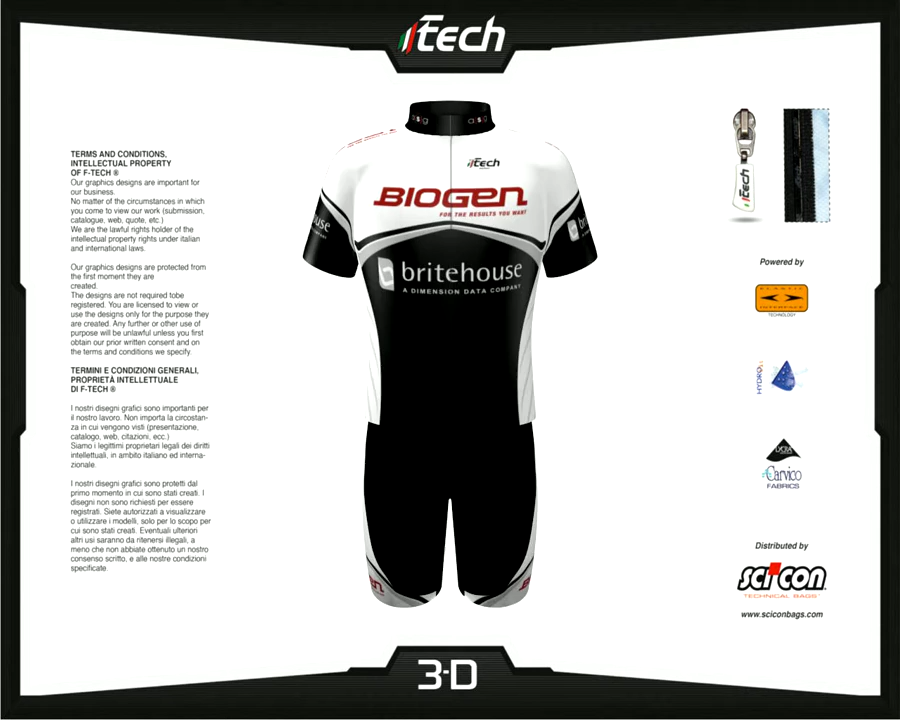 Ftech
TERMS AND CONDITIONS,
INTELLECTUAL PROPERTY
OF F-TECH ®
Our graphics designs are important for
our business.
No matter of the circumstances in which
you come to view our work (submission,
catalogue, web, quote, etc.)
We are the lawful rights holder of the
intellectual property rights under italian
and international laws.
Our graphics designs are protected from
the first moment they are
created.
The designs are not required tobe
registered. You are licensed to view or
use the designs only for the purpose they
are created. Any further or other use of
purpose will be unlawful unless you first
obtain our prior written consent and on
the terms and conditions we specify.
TERMINI E CONDIZIONI GENERALI,
PROPRIETÀ INTELLETTUALE
DI F-TECH ®
I nostri disegni grafici sono importanti per
il nostro lavoro. Non importa la circostan-
za in cui vengono visti (presentazione,
catalogo, web, citazioni, ecc.)
Siamo i legittimi proprietari legali dei diritti
intellettuali, in ambito italiano ed interna-
zionale.
I nostri disegni grafici sono protetti dal
primo momento in cui sono stati creati. I
disegni non sono richiesti per essere
registrati. Siete autorizzati a visualizzare
o utilizzare i modelli, solo per lo scopo per
cui sono stati creati. Eventuali ulteriori
altri usi saranno da ritenersi illegali, a
meno che non abbiate ottenuto un nostro
consenso scritto, e alle nostre condizioni
specificate.
Ftech
BIOGEN
FOR THE RESULTS YOU WANT
britehouse
A DIMENSION DATA COMPANY
house
BIOGEN
Ftech
Powered by
TECHNOLOGY
HYDRO
LYCRA
Carvico
FABRICS
Distributed by
sci'con
TECHNICAL BAGS
www.sciconbags.com
3-D